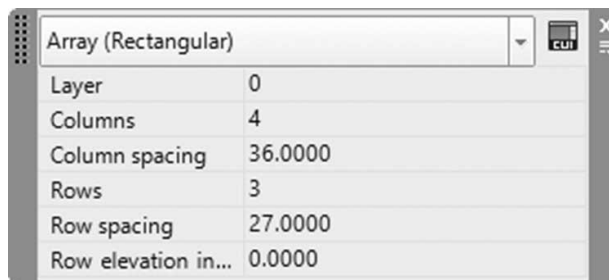 Array (Rectangular)
CUI
Layer 0
Columns 4
Column spacing 36.0000
Rows 3
Row spacing 27.0000
Row elevation in... 0.0000